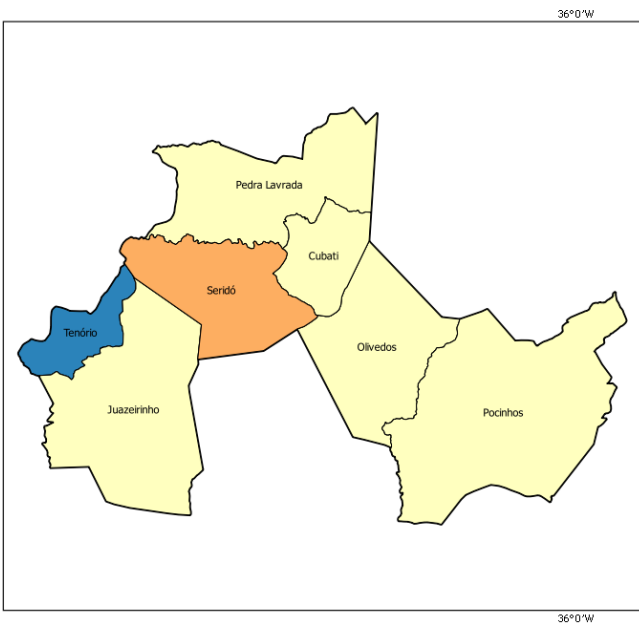 36°0'W
Pedra Lavrada
Cubati
Seridó
Tenório
Olivedos
Juazeirinho
Pocinhos
36°0'W